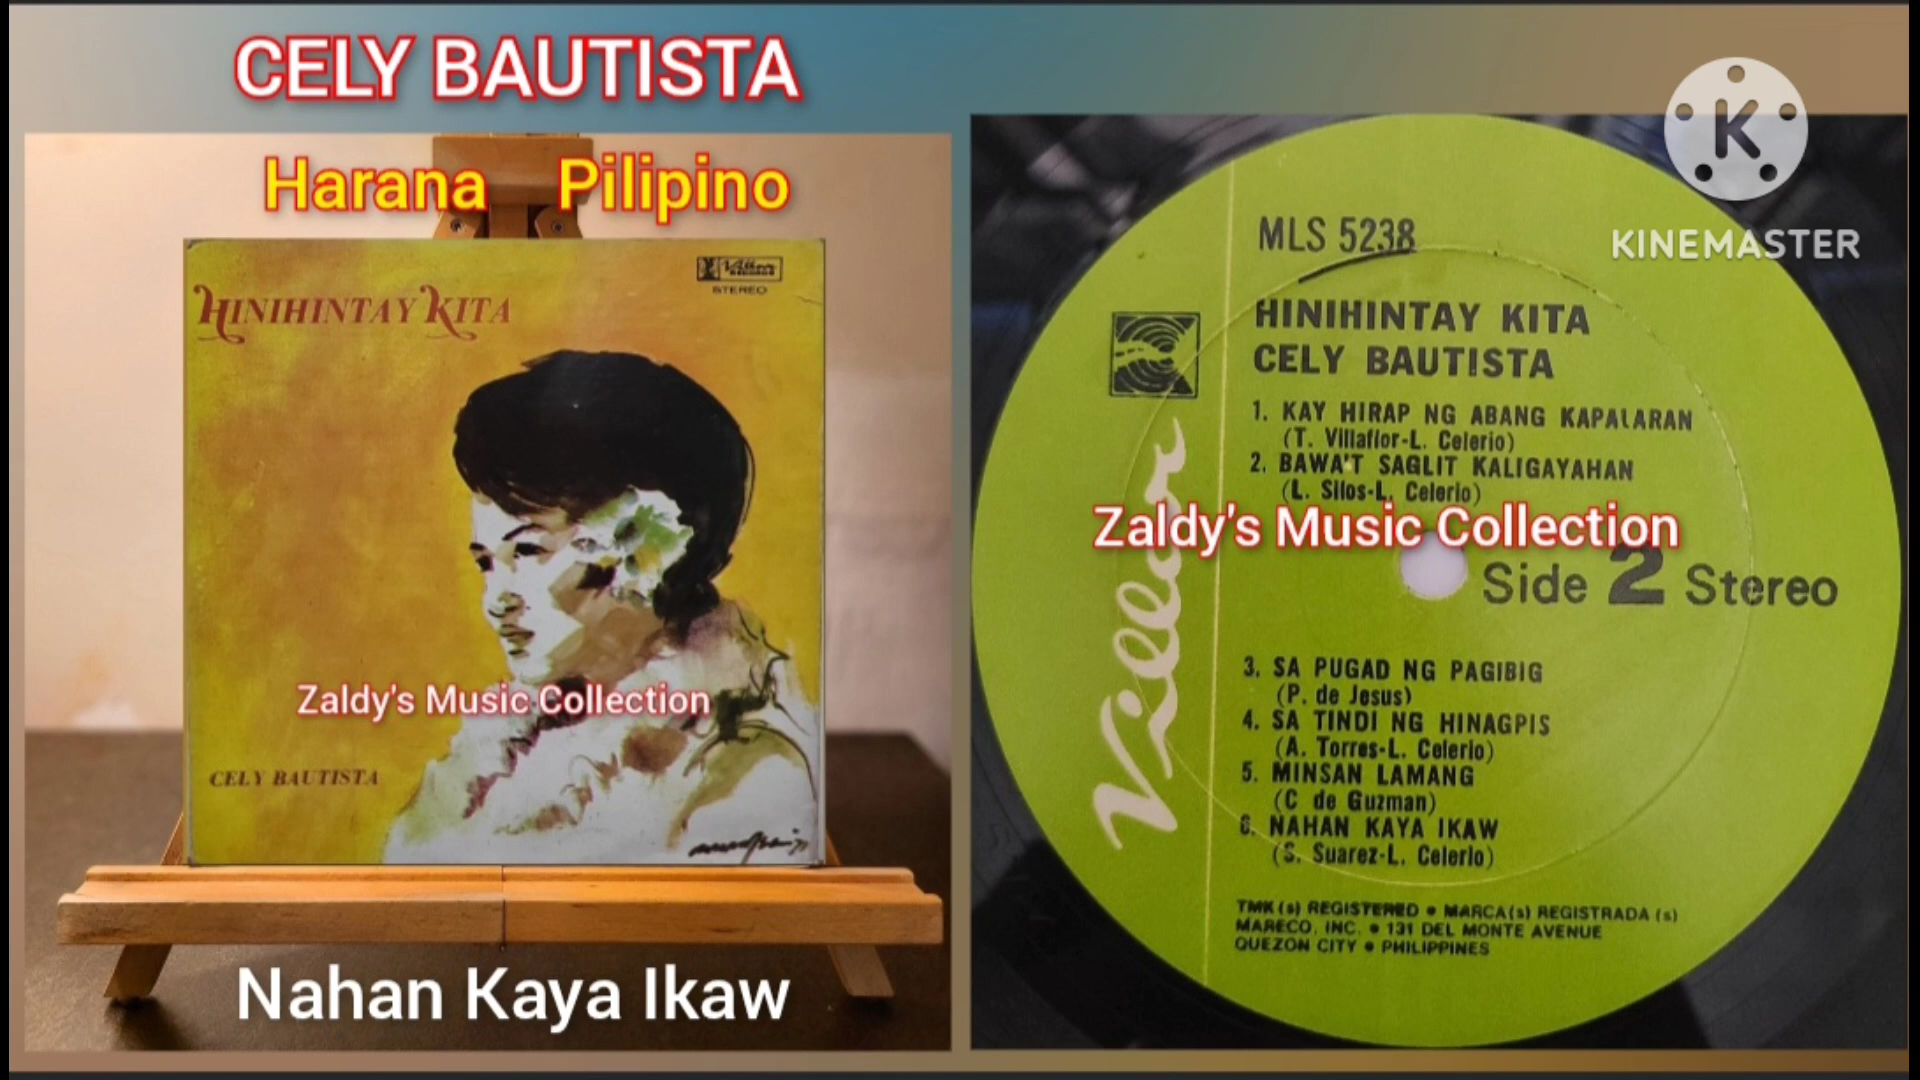 CELY BAUTISTA
Harana Pilipino
HINIHINTAY KITA
Villar
RECORDS
STEREO
Zaldy's Music Collection
CELY BAUTISTA
Nahan Kaya Ikaw
K
KINEMASTER
MLS 5238
HINIHINTAY KITA
CELY BAUTISTA
1. KAY HIRAP NG ABANG KAPALARAN
(T. Villaflor-L. Celerio)
2. BAWA'T SAGLIT KALIGAYAHAN
(L. Silos-L. Celerio)
Zaldy's Music Collection
Side 2 Stereo
Villar
3. SA PUGAD NG PAGIBIG
(P. de Jesus)
4. SA TINDI NG HINAGPIS
(A. Torres-L. Celerio)
5. MINSAN LAMANG
(C de Guzman)
6. NAHAN KAYA IKAW
(S. Suarez-L. Celerio)
TMK (s) REGISTERED • MARCA(s) REGISTRADA (s)
MARECO, INC. • 131 DEL MONTE AVENUE
QUEZON CITY • PHILIPPINES